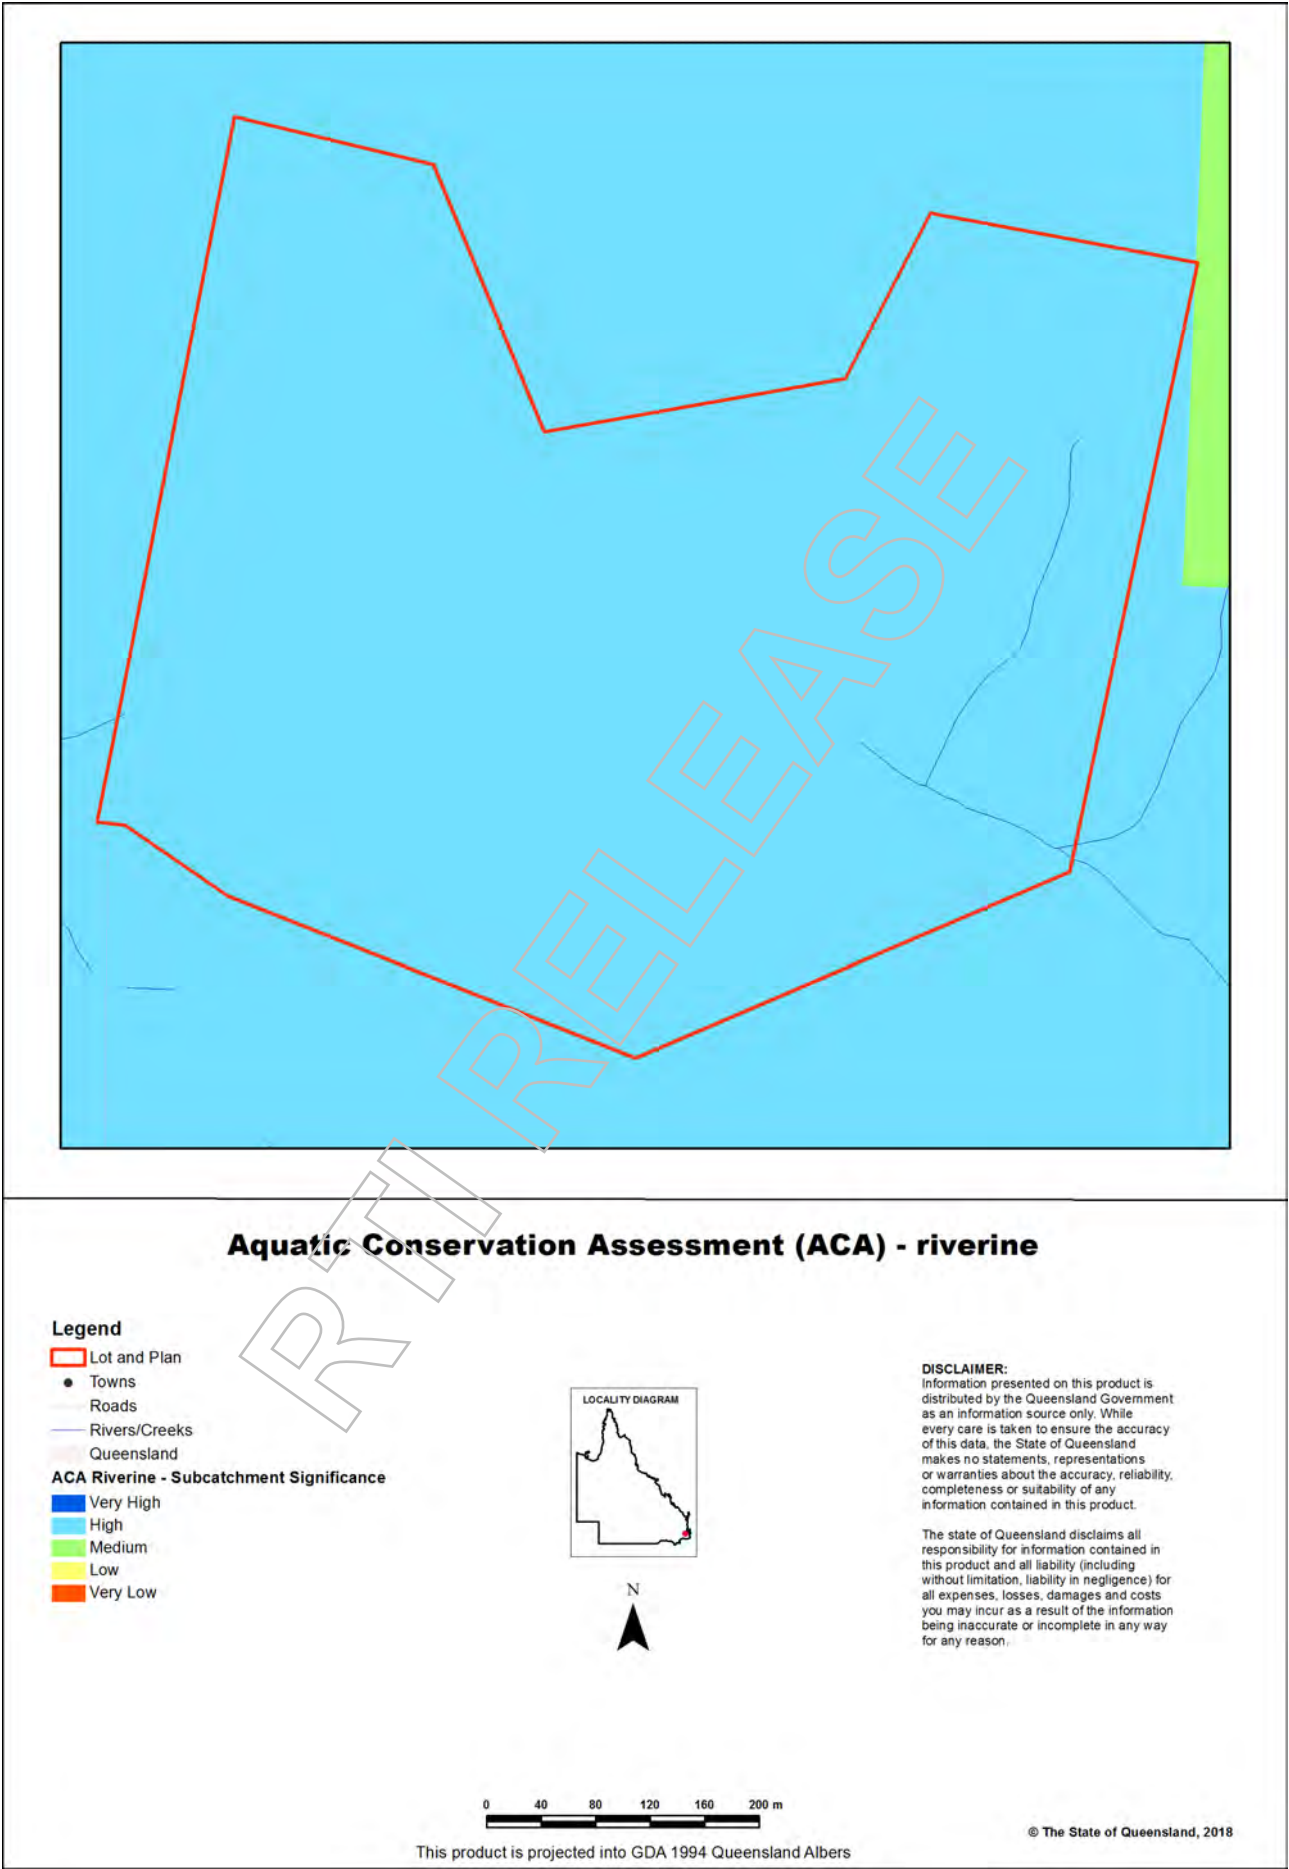 RTI RELEASE
Aquatic Conservation Assessment (ACA) - riverine
Legend
Lot and Plan
Towns
Roads
Rivers/Creeks
Queensland
ACA Riverine - Subcatchment Significance
Very High
High
Medium
Low
Very Low
LOCALITY DIAGRAM
N
DISCLAIMER:
Information presented on this product is
distributed by the Queensland Government
as an information source only. While
every care is taken to ensure the accuracy
of this data, the State of Queensland
makes no statements, representations
or warranties about the accuracy, reliability,
completeness or suitability of any
information contained in this product.
The state of Queensland disclaims all
responsibility for information contained in
this product and all liability (including
without limitation, liability in negligence) for
all expenses, losses, damages and costs
you may incur as a result of the information
being inaccurate or incomplete in any way
for any reason.
0 40 80 120 160 200 m
This product is projected into GDA 1994 Queensland Albers
© The State of Queensland, 2018